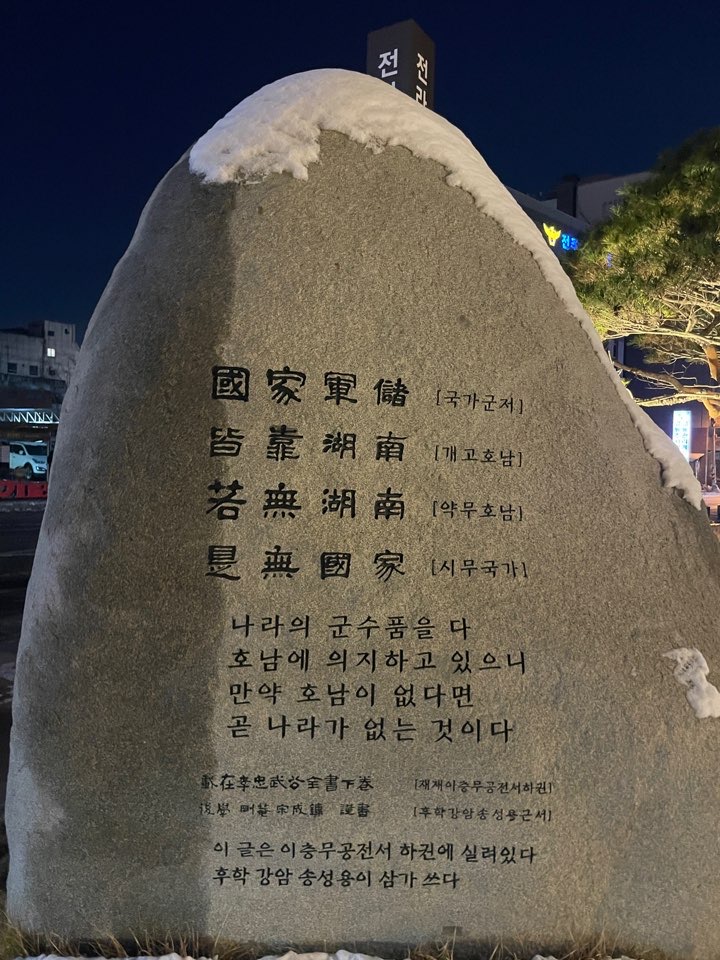 전
전라
전
國家軍儲 [국가군저]
皆靠湖南 [개고호남]
若無湖南 [약무호남]
是無國家 [시무국가]
나라의 군수품을 다
호남에 의지하고 있으니
만약 호남이 없다면
곧 나라가 없는 것이다
載在李忠武公全書下卷 [재재이충무공전서하권]
後學 剛菴宋成鏞 謹書 [후학강암송성용근서]
이 글은 이충무공전서 하권에 실려있다
후학 강암 송성용이 삼가 쓰다